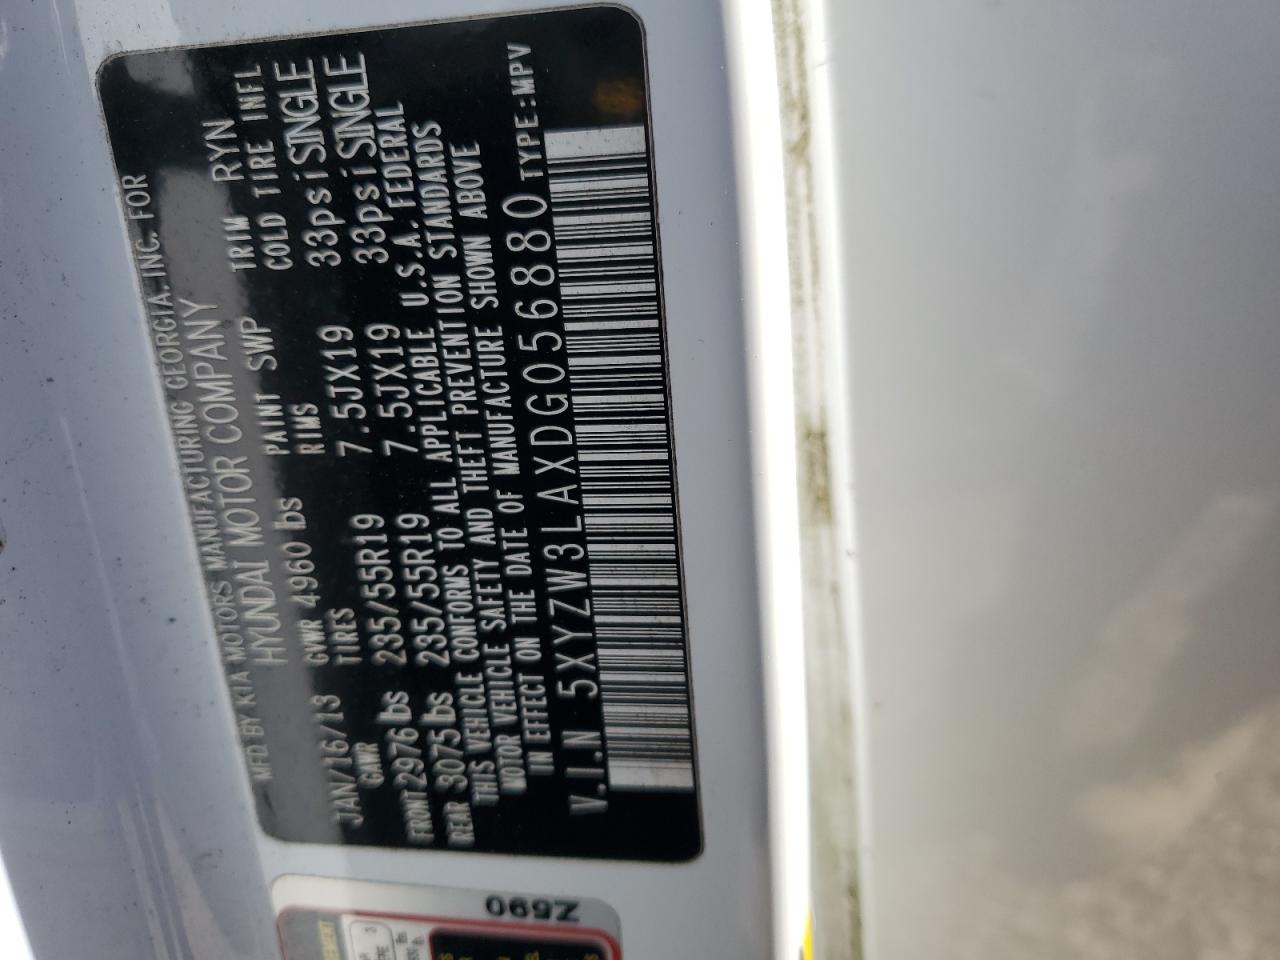 MFD BY KIA MOTORS MANUFACTURING GEORGIA, INC. FOR
HYUNDAI MOTOR COMPANY
JAN/16/13 GVWR 4960 lbs PAINT SWP TRIM RYN
GAWR TIRES RIMS COLD TIRE INFL
FRONT 2976 lbs 235/55R19 7.5JX19 33psi SINGLE
REAR 3075 lbs 235/55R19 7.5JX19 33psi SINGLE
THIS VEHICLE CONFORMS TO ALL APPLICABLE U.S.A. FEDERAL
MOTOR VEHICLE SAFETY AND THEFT PREVENTION STANDARDS
IN EFFECT ON THE DATE OF MANUFACTURE SHOWN ABOVE
V.I.N 5XYZW3LAXDG056880 TYPE:MPV
Z590